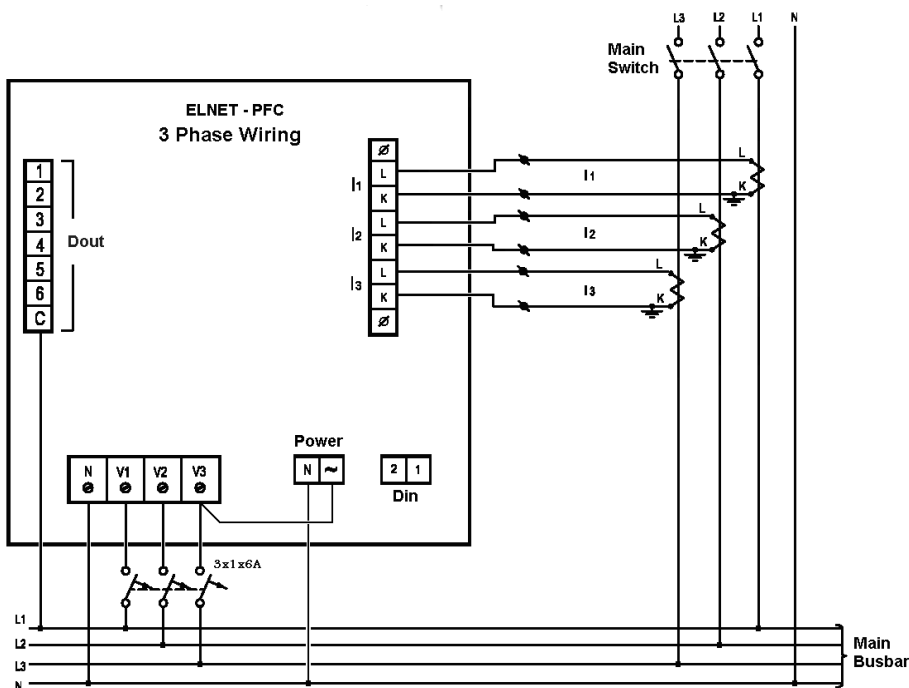 L3 L2 L1 N
Main
Switch
ELNET - PFC
3 Phase Wiring
1
2
3
4
5
6
C
Dout
Ø
L
K
L
K
L
K
Ø
I1
I2
I3
L
I1
K
L
I2
K
L
I3
K
N V1 V2 V3
Power
N ~
2 1
Din
3x1x6A
L1
L2
L3
N
Main
Busbar